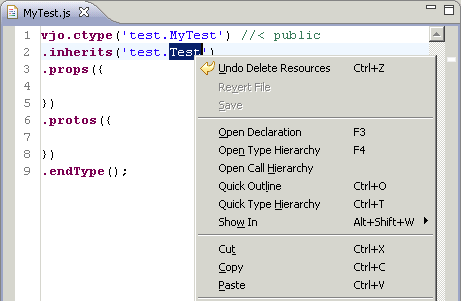 MyTest.js
1 vjo.ctype('test.MyTest') //< public
2 .inherits('test.Test')
3 .props({
4
5 })
6 .protos({
7
8 })
9 .endType();
Undo Delete Resources Ctrl+Z
Revert File
Save
Open Declaration F3
Open Type Hierarchy F4
Open Call Hierarchy
Quick Outline Ctrl+O
Quick Type Hierarchy Ctrl+T
Show In Alt+Shift+W
Cut Ctrl+X
Copy Ctrl+C
Paste Ctrl+V